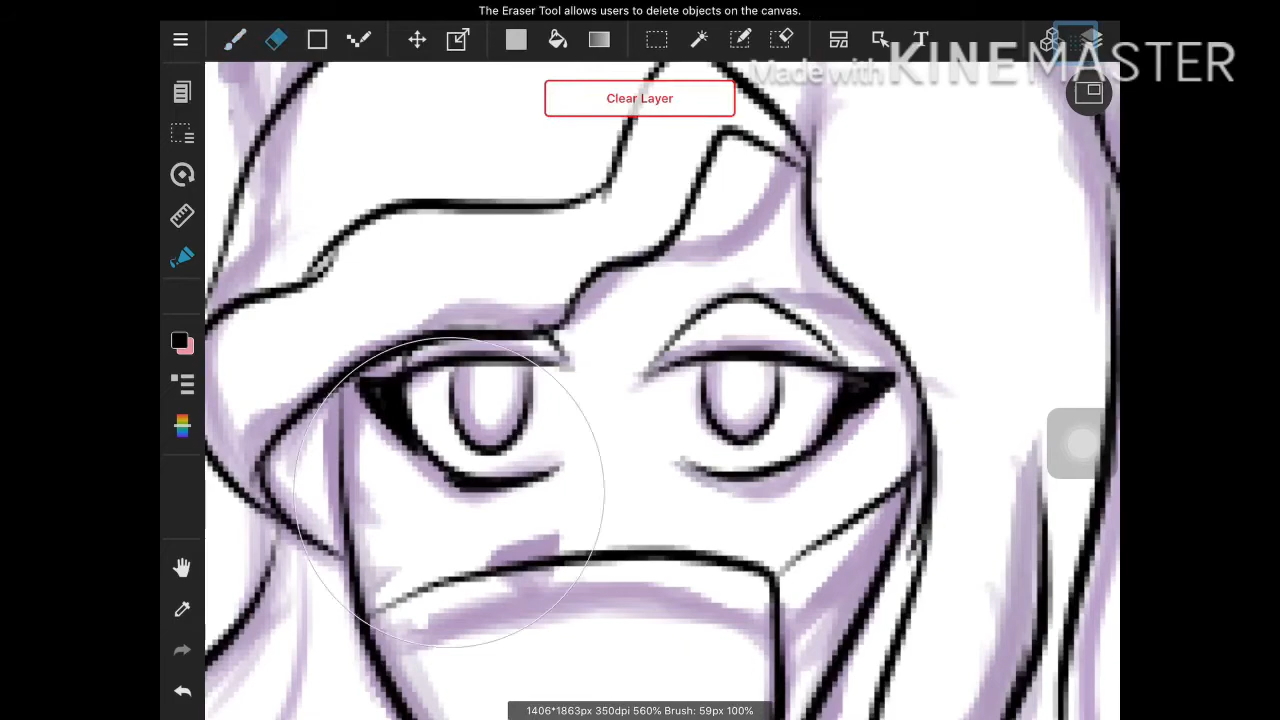 The Eraser Tool allows users to delete objects on the canvas.
T
Made with KINEMASTER
Clear Layer
1406*1863px 350dpi 560% Brush: 59px 100%